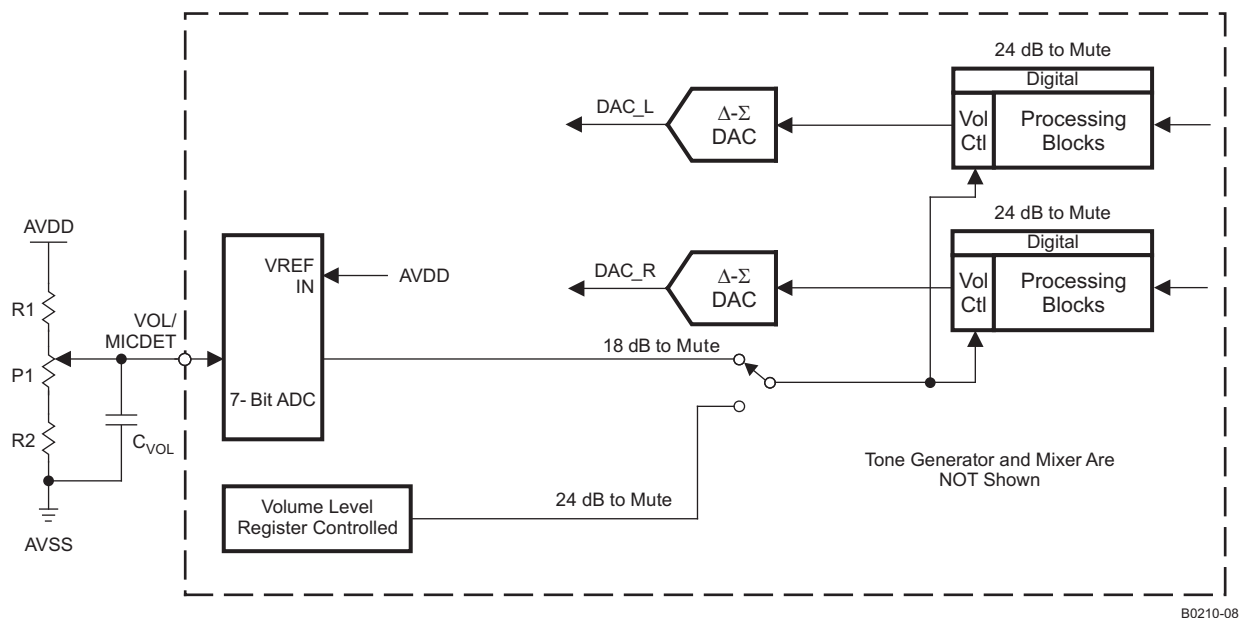 24 dB to Mute
Digital
Vol
Ctl
Processing
Blocks
DAC_L
Δ-Σ
DAC
24 dB to Mute
Digital
Vol
Ctl
Processing
Blocks
DAC_R
Δ-Σ
DAC
AVDD
R1
P1
R2
AVSS
C_VOL
VOL/
MICDET
VREF
IN
AVDD
7- Bit ADC
18 dB to Mute
Volume Level
Register Controlled
24 dB to Mute
Tone Generator and Mixer Are
NOT Shown
B0210-08